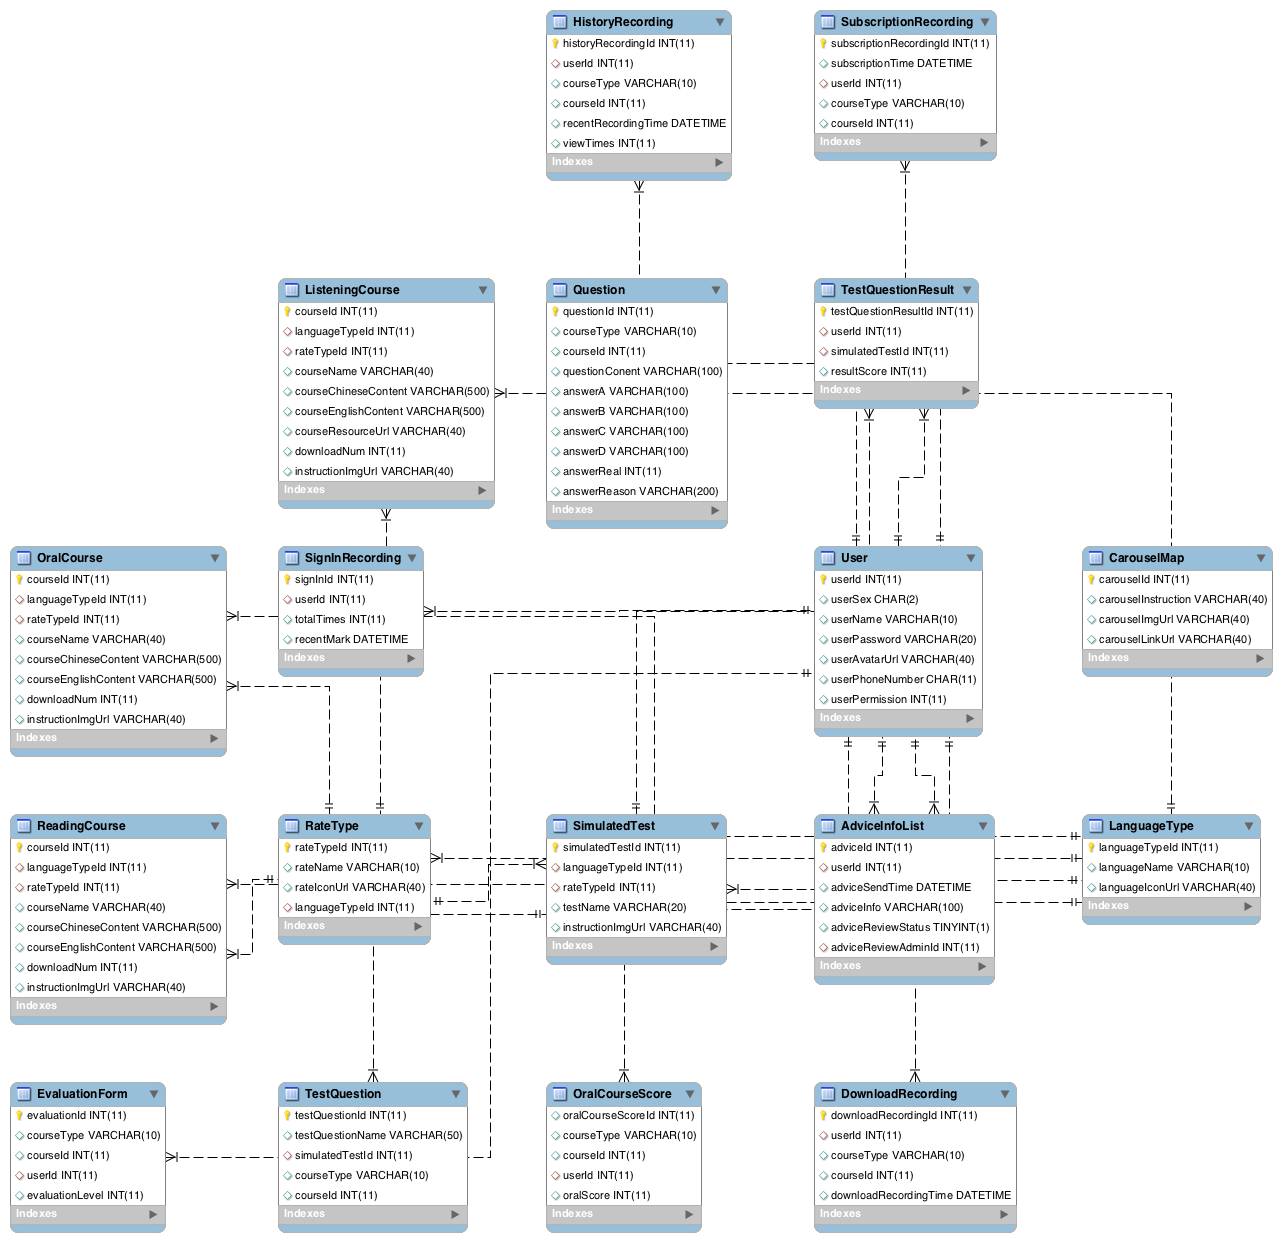 HistoryRecording
historyRecordingId INT(11)
userId INT(11)
courseType VARCHAR(10)
courseId INT(11)
recentRecordingTime DATETIME
viewTimes INT(11)
Indexes
SubscriptionRecording
subscriptionRecordingId INT(11)
subscriptionTime DATETIME
userId INT(11)
courseType VARCHAR(10)
courseId INT(11)
Indexes
ListeningCourse
courseId INT(11)
languageTypeId INT(11)
rateTypeId INT(11)
courseName VARCHAR(40)
courseChineseContent VARCHAR(500)
courseEnglishContent VARCHAR(500)
courseResourceUrl VARCHAR(40)
downloadNum INT(11)
instructionImgUrl VARCHAR(40)
Indexes
Question
questionId INT(11)
courseType VARCHAR(10)
courseId INT(11)
questionConent VARCHAR(100)
answerA VARCHAR(100)
answerB VARCHAR(100)
answerC VARCHAR(100)
answerD VARCHAR(100)
answerReal INT(11)
answerReason VARCHAR(200)
Indexes
TestQuestionResult
testQuestionResultId INT(11)
userId INT(11)
simulatedTestId INT(11)
resultScore INT(11)
Indexes
OralCourse
courseId INT(11)
languageTypeId INT(11)
rateTypeId INT(11)
courseName VARCHAR(40)
courseChineseContent VARCHAR(500)
courseEnglishContent VARCHAR(500)
downloadNum INT(11)
instructionImgUrl VARCHAR(40)
Indexes
SignInRecording
signInId INT(11)
userId INT(11)
totalTimes INT(11)
recentMark DATETIME
Indexes
User
userId INT(11)
userSex CHAR(2)
userName VARCHAR(10)
userPassword VARCHAR(20)
userAvatarUrl VARCHAR(40)
userPhoneNumber CHAR(11)
userPermission INT(11)
Indexes
CarouselMap
carouselId INT(11)
carouselInstruction VARCHAR(40)
carouselImgUrl VARCHAR(40)
carouselLinkUrl VARCHAR(40)
Indexes
ReadingCourse
courseId INT(11)
languageTypeId INT(11)
rateTypeId INT(11)
courseName VARCHAR(40)
courseChineseContent VARCHAR(500)
courseEnglishContent VARCHAR(500)
downloadNum INT(11)
instructionImgUrl VARCHAR(40)
Indexes
RateType
rateTypeId INT(11)
rateName VARCHAR(10)
rateIconUrl VARCHAR(40)
languageTypeId INT(11)
Indexes
SimulatedTest
simulatedTestId INT(11)
languageTypeId INT(11)
rateTypeId INT(11)
testName VARCHAR(20)
instructionImgUrl VARCHAR(40)
Indexes
AdviceInfoList
adviceId INT(11)
userId INT(11)
adviceSendTime DATETIME
adviceInfo VARCHAR(100)
adviceReviewStatus TINYINT(1)
adviceReviewAdminId INT(11)
Indexes
LanguageType
languageTypeId INT(11)
languageName VARCHAR(10)
languageIconUrl VARCHAR(40)
Indexes
EvaluationForm
evaluationId INT(11)
courseType VARCHAR(10)
courseId INT(11)
userId INT(11)
evaluationLevel INT(11)
Indexes
TestQuestion
testQuestionId INT(11)
testQuestionName VARCHAR(50)
simulatedTestId INT(11)
courseType VARCHAR(10)
courseId INT(11)
Indexes
OralCourseScore
oralCourseScoreId INT(11)
courseType VARCHAR(10)
courseId INT(11)
userId INT(11)
oralScore INT(11)
Indexes
DownloadRecording
downloadRecordingId INT(11)
userId INT(11)
courseType VARCHAR(10)
courseId INT(11)
downloadRecordingTime DATETIME
Indexes